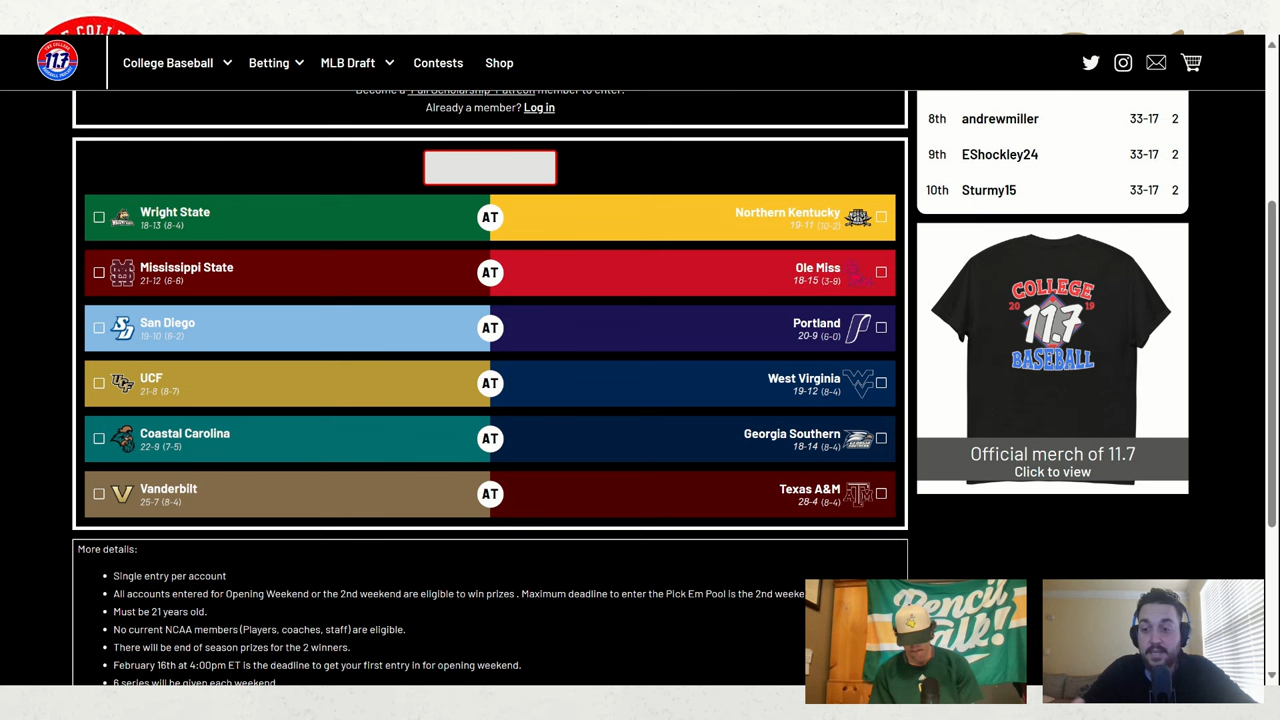 THE COLLEGE
11.7
College Baseball
Betting
MLB Draft
Contests
Shop
Become a "Full Scholarship" Patreon member to enter.
Already a member? Log in
8th andrewmiller 33-17 2
9th EShockley24 33-17 2
10th Sturmy15 33-17 2
Wright State
18-13 (8-4)
AT
Northern Kentucky
19-11 (10-2)
Mississippi State
21-12 (6-6)
AT
Ole Miss
18-15 (3-9)
San Diego
19-10 (6-2)
AT
Portland
20-9 (6-0)
UCF
21-8 (8-7)
AT
West Virginia
19-12 (8-4)
Coastal Carolina
22-9 (7-5)
AT
Georgia Southern
18-14 (8-4)
Vanderbilt
25-7 (8-4)
AT
Texas A&M
28-4 (8-4)
COLLEGE
20 19
11.7
BASEBALL
Official merch of 11.7
Click to view
More details:
Single entry per account
All accounts entered for Opening Weekend or the 2nd weekend are eligible to win prizes . Maximum deadline to enter the Pick Em Pool is the 2nd weeke
Must be 21 years old.
No current NCAA members (Players, coaches, staff) are eligible.
There will be end of season prizes for the 2 winners.
February 16th at 4:00pm ET is the deadline to get your first entry in for opening weekend.
6 series will be given each weekend
Pencil
Talk!